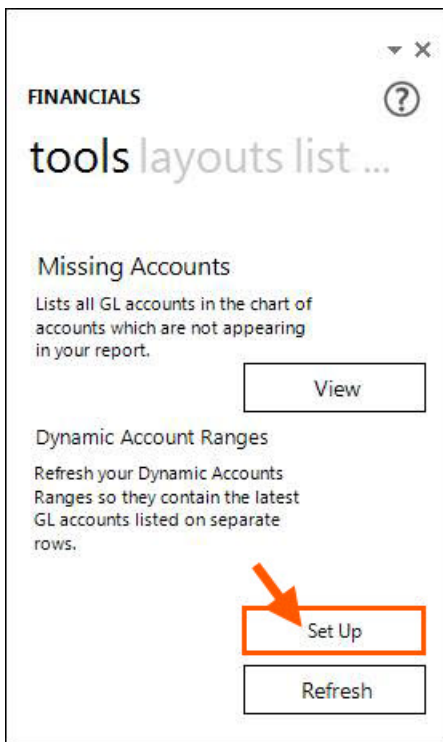 FINANCIALS
?
tools layouts list ...
Missing Accounts
Lists all GL accounts in the chart of
accounts which are not appearing
in your report.
View
Dynamic Account Ranges
Refresh your Dynamic Accounts
Ranges so they contain the latest
GL accounts listed on separate
rows.
Set Up
Refresh